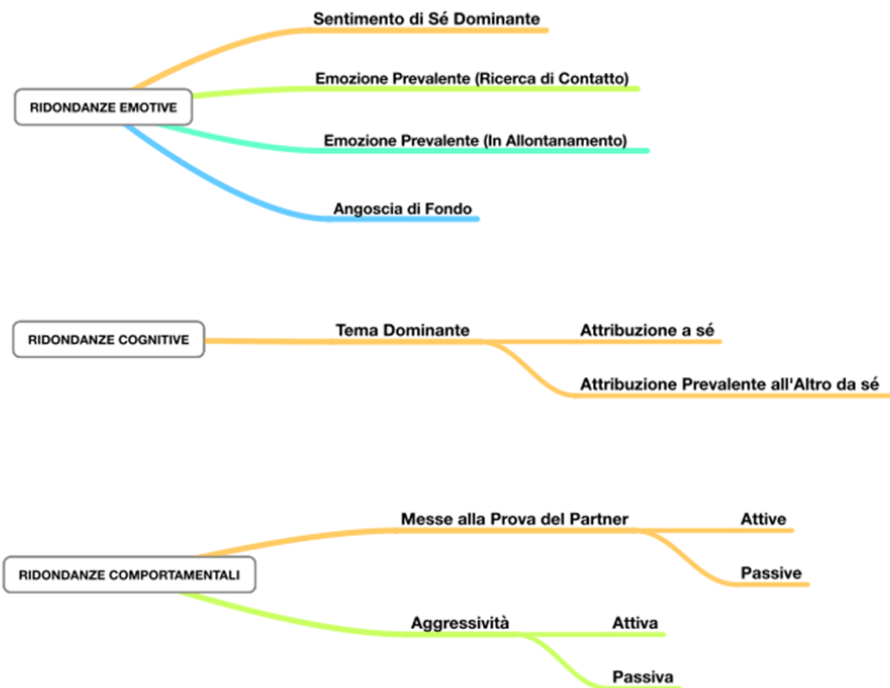 Sentimento di Sé Dominante
Emozione Prevalente (Ricerca di Contatto)
RIDONDANZE EMOTIVE
Emozione Prevalente (In Allontanamento)
Angoscia di Fondo
RIDONDANZE COGNITIVE
Tema Dominante
Attribuzione a sé
Attribuzione Prevalente all'Altro da sé
Messe alla Prova del Partner
Attive
Passive
RIDONDANZE COMPORTAMENTALI
Aggressività
Attiva
Passiva